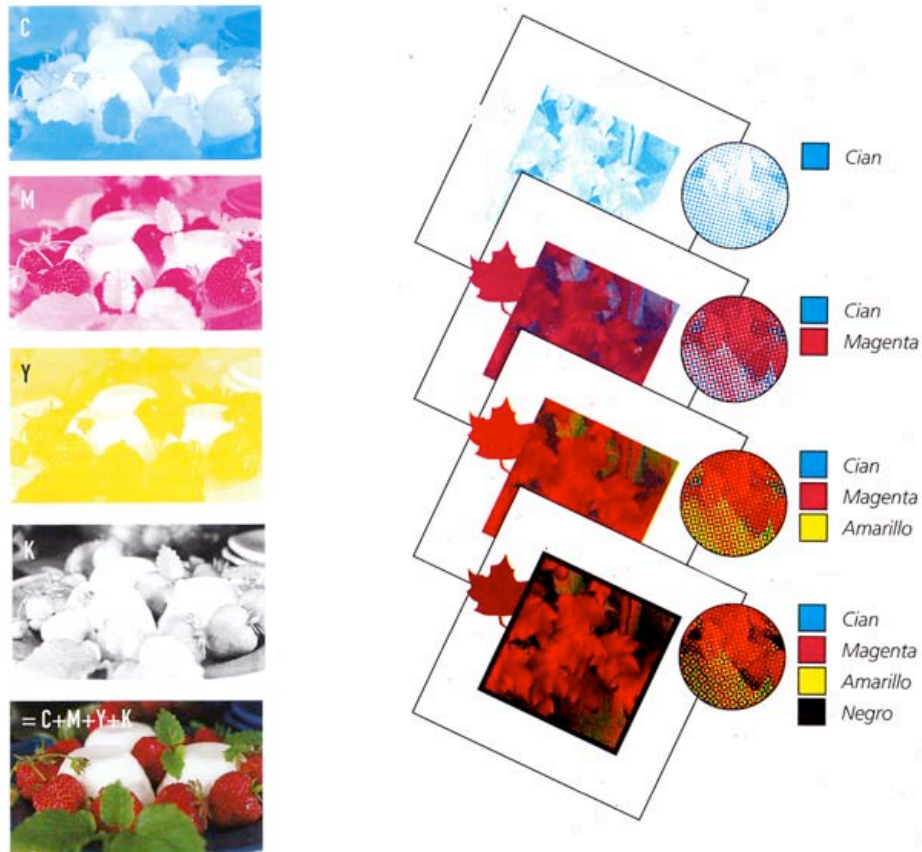 C
M
Y
K
= C+M+Y+K
Cian
Cian
Magenta
Cian
Magenta
Amarillo
Cian
Magenta
Amarillo
Negro